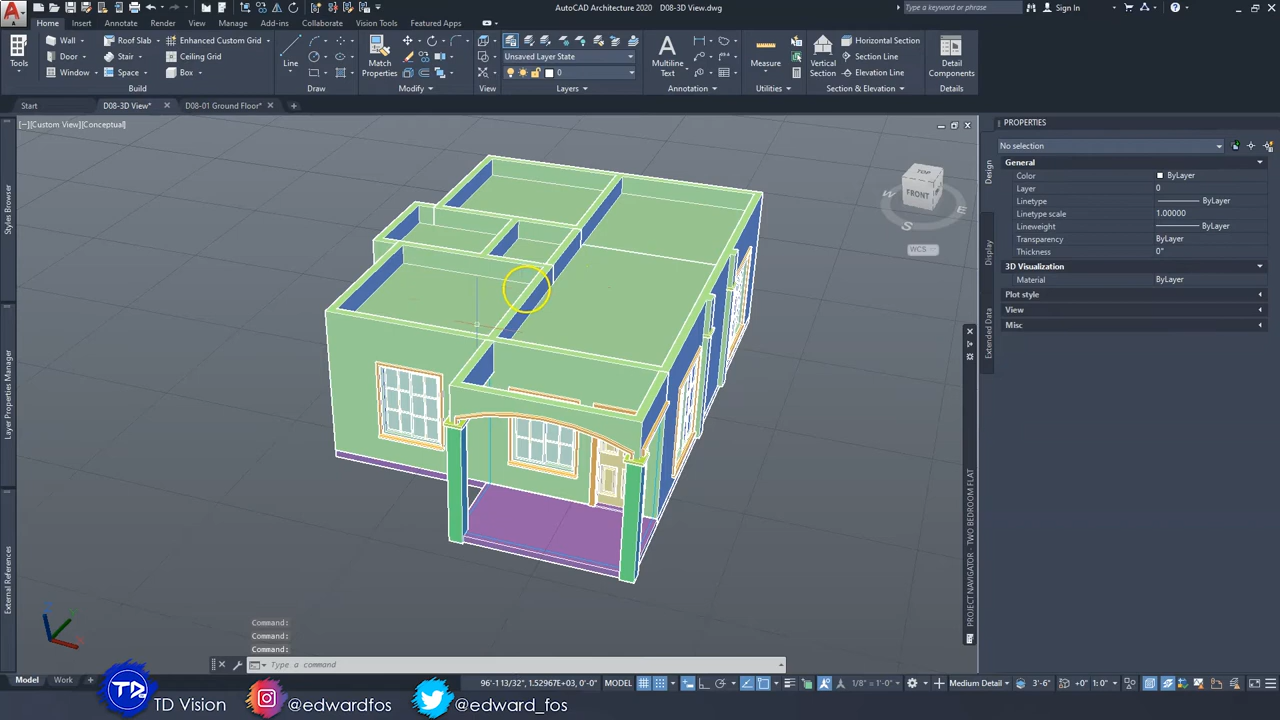 AutoCAD Architecture 2020 D08-3D View.dwg
Type a keyword or phrase
Sign In
Home Insert Annotate Render View Manage Add-ins Collaborate Vision Tools Featured Apps
Tools
Wall
Door
Window
Roof Slab
Stair
Space
Enhanced Custom Grid
Ceiling Grid
Box
Build
Line
Draw
Match Properties
Modify
View
Unsaved Layer State
0
Layers
Multiline Text
Annotation
Measure
Utilities
Vertical Section
Horizontal Section
Section Line
Elevation Line
Section & Elevation
Detail Components
Details
Start D08-3D View* D08-01 Ground Floor*
[−][Custom View][Conceptual]
TOP
FRONT
W
S
E
WCS
Styles Browser
Layer Properties Manager
External References
PROJECT NAVIGATOR - TWO BEDROOM FLAT
PROPERTIES
No selection
Design
Display
Extended Data
General
Color ByLayer
Layer 0
Linetype ByLayer
Linetype scale 1.00000
Lineweight ByLayer
Transparency ByLayer
Thickness 0"
3D Visualization
Material ByLayer
Plot style
View
Misc
Command:
Command:
Command:
Type a command
Model Work
96'-1 13/32", 1.52967E+03, 0'-0" MODEL
1/8" = 1'-0"
Medium Detail
3'-6"
+0"
1:0"
TD
TD Vision
@edwardfos
@edward_fos